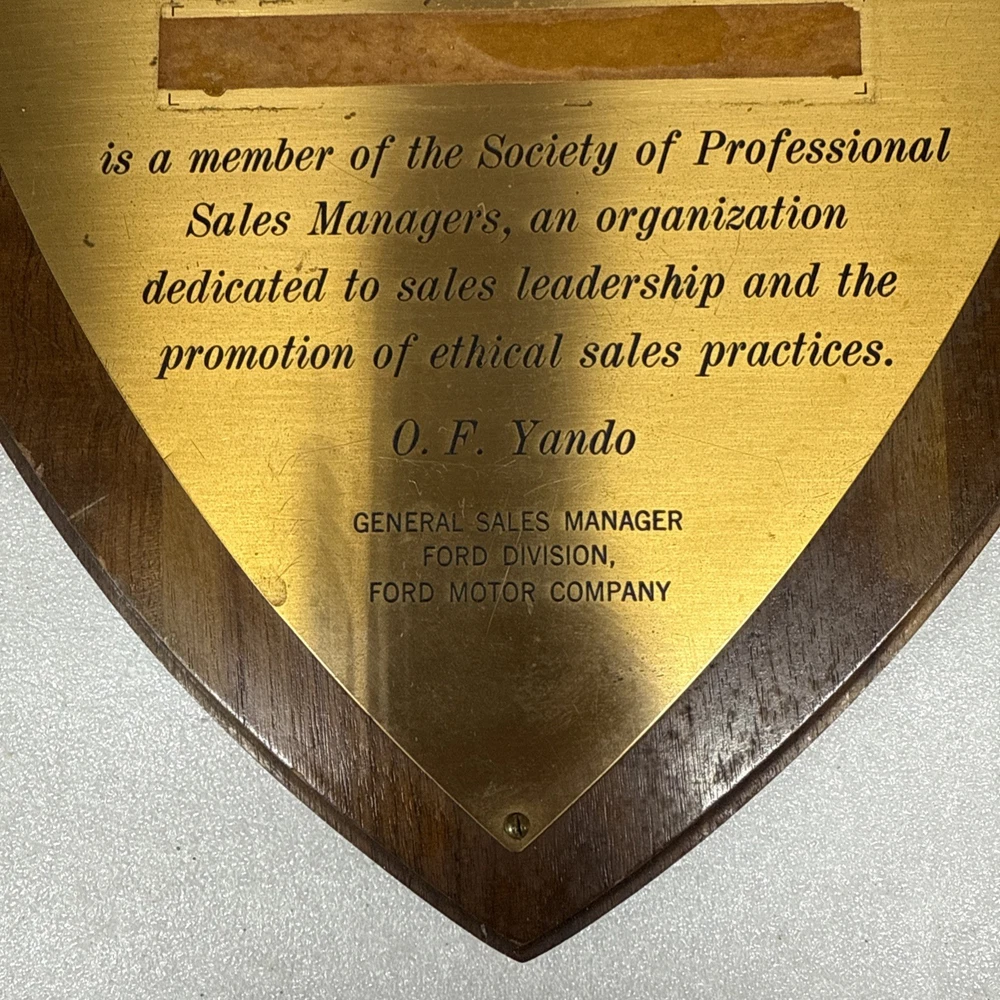 is a member of the Society of Professional
Sales Managers, an organization
dedicated to sales leadership and the
promotion of ethical sales practices.
O. F. Yando
GENERAL SALES MANAGER
FORD DIVISION,
FORD MOTOR COMPANY